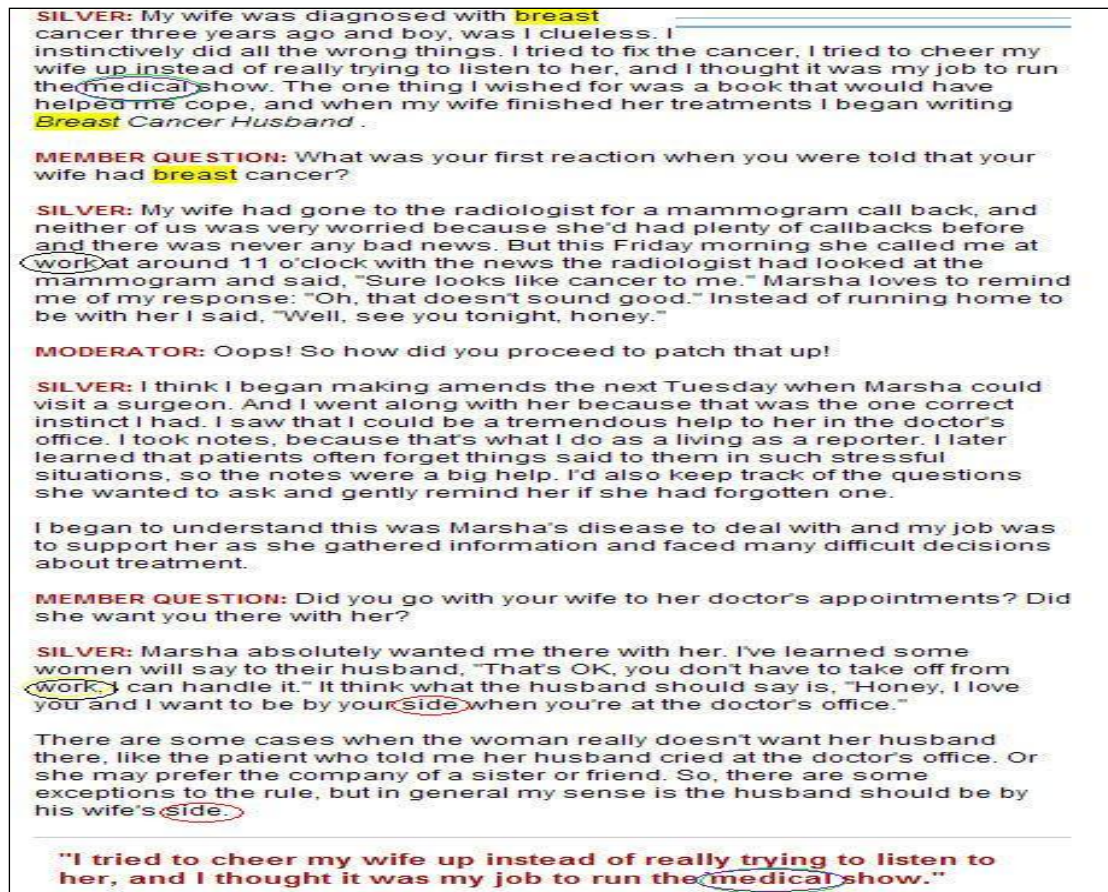 SILVER: My wife was diagnosed with breast
cancer three years ago and boy, was I clueless. I
instinctively did all the wrong things. I tried to fix the cancer, I tried to cheer my
wife up instead of really trying to listen to her, and I thought it was my job to run
the medical show. The one thing I wished for was a book that would have
helped me cope, and when my wife finished her treatments I began writing
Breast Cancer Husband .
MEMBER QUESTION: What was your first reaction when you were told that your
wife had breast cancer?
SILVER: My wife had gone to the radiologist for a mammogram call back, and
neither of us was very worried because she'd had plenty of callbacks before
and there was never any bad news. But this Friday morning she called me at
work at around 11 o'clock with the news the radiologist had looked at the
mammogram and said, "Sure looks like cancer to me." Marsha loves to remind
me of my response: "Oh, that doesn't sound good." Instead of running home to
be with her I said, "Well, see you tonight, honey."
MODERATOR: Oops! So how did you proceed to patch that up!
SILVER: I think I began making amends the next Tuesday when Marsha could
visit a surgeon. And I went along with her because that was the one correct
instinct I had. I saw that I could be a tremendous help to her in the doctor's
office. I took notes, because that's what I do as a living as a reporter. I later
learned that patients often forget things said to them in such stressful
situations, so the notes were a big help. I'd also keep track of the questions
she wanted to ask and gently remind her if she had forgotten one.
I began to understand this was Marsha's disease to deal with and my job was
to support her as she gathered information and faced many difficult decisions
about treatment.
MEMBER QUESTION: Did you go with your wife to her doctor's appointments? Did
she want you there with her?
SILVER: Marsha absolutely wanted me there with her. I've learned some
women will say to their husband, "That's OK, you don't have to take off from
work, I can handle it." It think what the husband should say is, "Honey, I love
you and I want to be by your side when you're at the doctor's office."
There are some cases when the woman really doesn't want her husband
there, like the patient who told me her husband cried at the doctor's office. Or
she may prefer the company of a sister or friend. So, there are some
exceptions to the rule, but in general my sense is the husband should be by
his wife's side.
"I tried to cheer my wife up instead of really trying to listen to
her, and I thought it was my job to run the medical show."